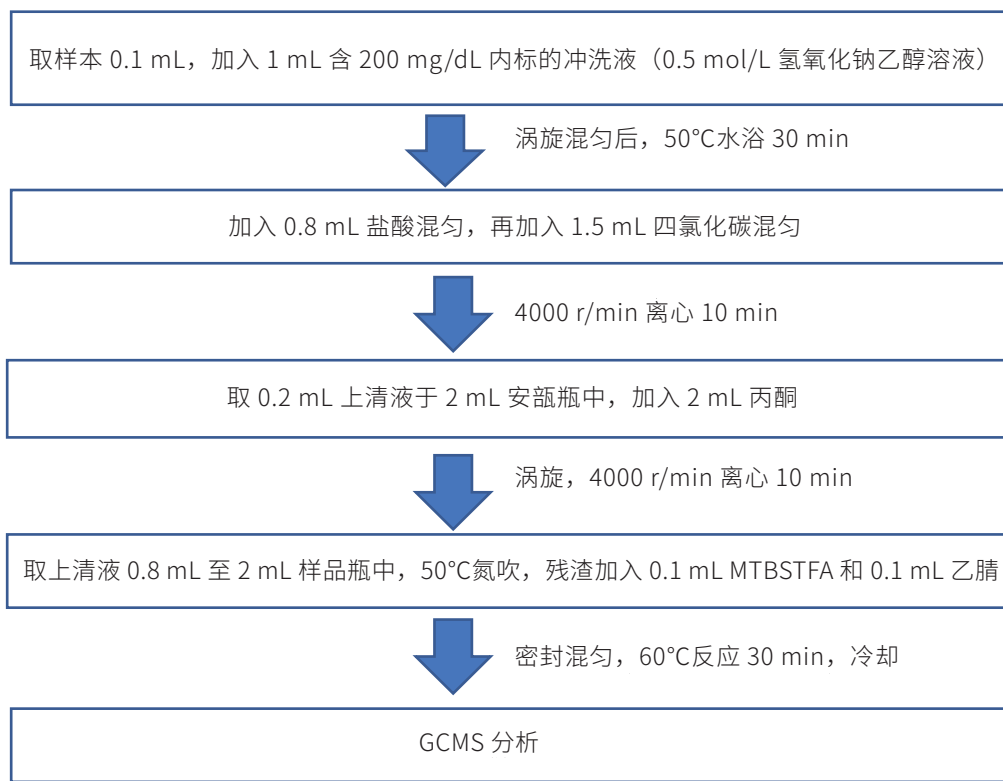 取样本 0.1 mL，加入 1 mL 含 200 mg/dL 内标的冲洗液（0.5 mol/L 氢氧化钠乙醇溶液）
涡旋混匀后，50℃水浴 30 min
加入 0.8 mL 盐酸混匀，再加入 1.5 mL 四氯化碳混匀
4000 r/min 离心 10 min
取 0.2 mL 上清液于 2 mL 安瓿瓶中，加入 2 mL 丙酮
涡旋，4000 r/min 离心 10 min
取上清液 0.8 mL 至 2 mL 样品瓶中，50℃氮吹，残渣加入 0.1 mL MTBSTFA 和 0.1 mL 乙腈
密封混匀，60℃反应 30 min，冷却
GCMS 分析